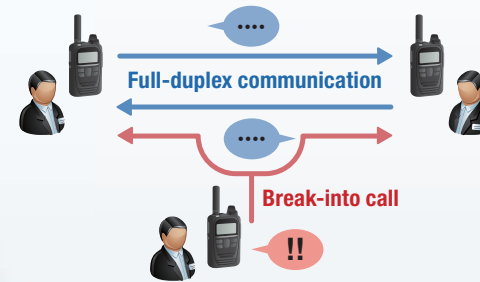 ••••
Full-duplex communication
••••
Break-into call
!!